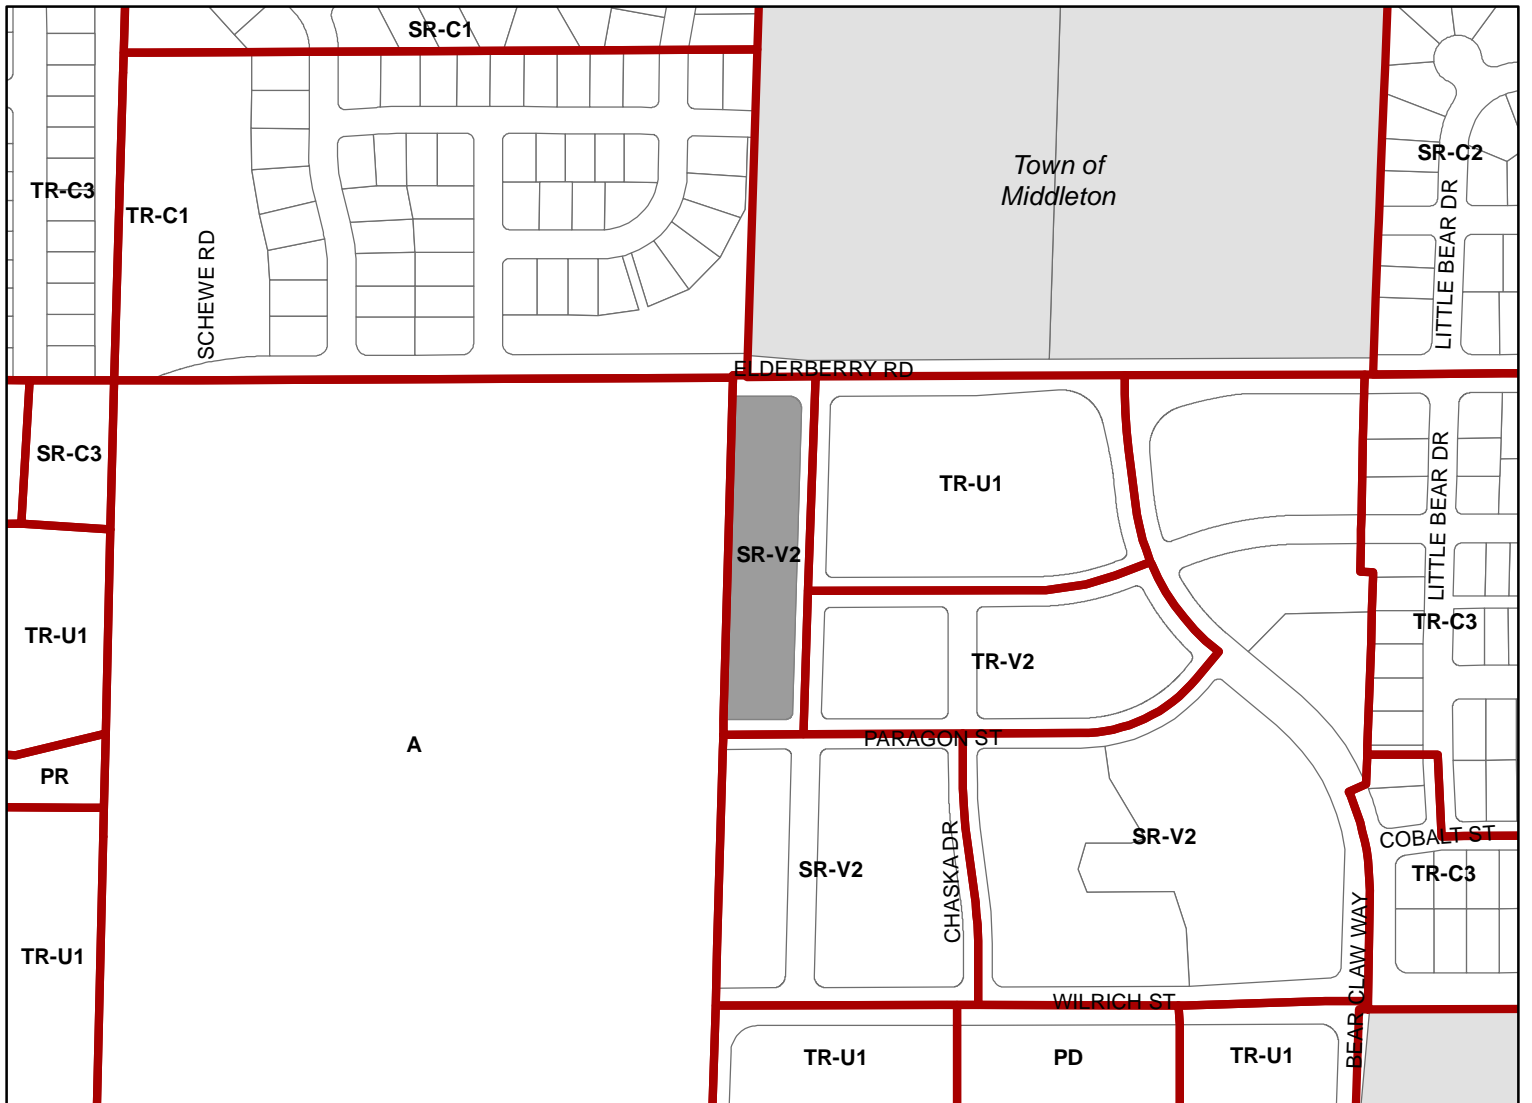 SR-C1
Town of
Middleton
SR-C2
TR-C3
TR-C1
SCHEWE RD
LITTLE BEAR DR
ELDERBERRY RD
SR-C3
TR-U1
LITTLE BEAR DR
SR-V2
TR-U1
TR-C3
TR-V2
A
PARAGON ST
PR
SR-V2
COBALT ST
SR-V2
CHASKA DR
TR-C3
BEAR CLAW WAY
TR-U1
WILRICH ST
TR-U1
PD
TR-U1